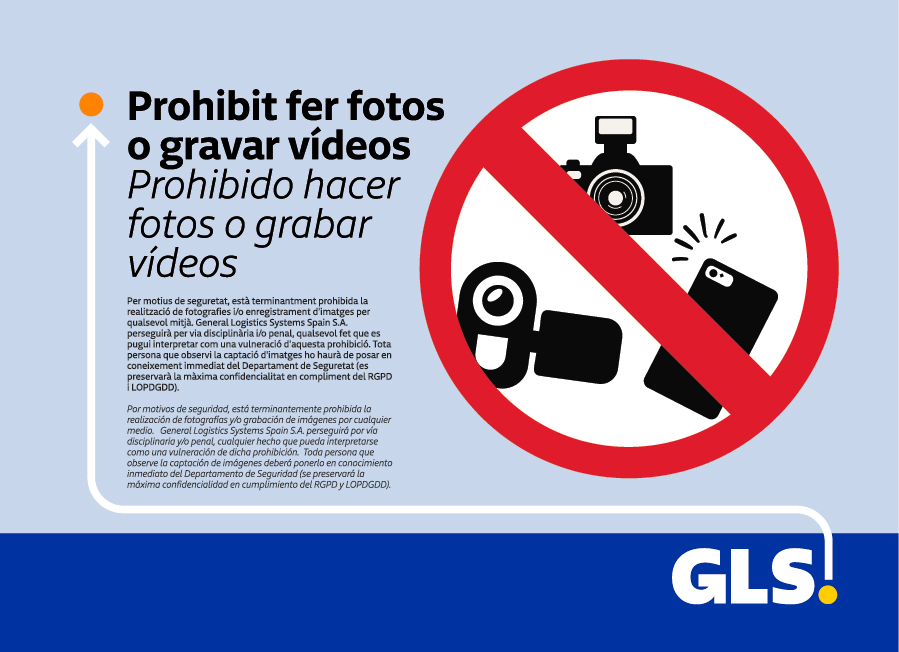 Prohibit fer fotos
o gravar vídeos
Prohibido hacer
fotos o grabar
vídeos
Per motius de seguretat, està terminantment prohibida la
realització de fotografies i/o enregistrament d'imatges per
qualsevol mitjà. General Logistics Systems Spain S.A.
perseguirà per via disciplinària i/o penal, qualsevol fet que es
pugui interpretar com una vulneració d'aquesta prohibició. Tota
persona que observi la captació d'imatges ho haurà de posar en
coneixement immediat del Departament de Seguretat (es
preservarà la màxima confidencialitat en compliment del RGPD
i LOPDGDD).
Por motivos de seguridad, está terminantemente prohibida la
realización de fotografías y/o grabación de imágenes por cualquier
medio. General Logistics Systems Spain S.A. perseguirá por vía
disciplinaria y/o penal, cualquier hecho que pueda interpretarse
como una vulneración de dicha prohibición. Toda persona que
observe la captación de imágenes deberá ponerlo en conocimiento
inmediato del Departamento de Seguridad (se preservará la
máxima confidencialidad en cumplimiento del RGPD y LOPDGDD).
GLS.